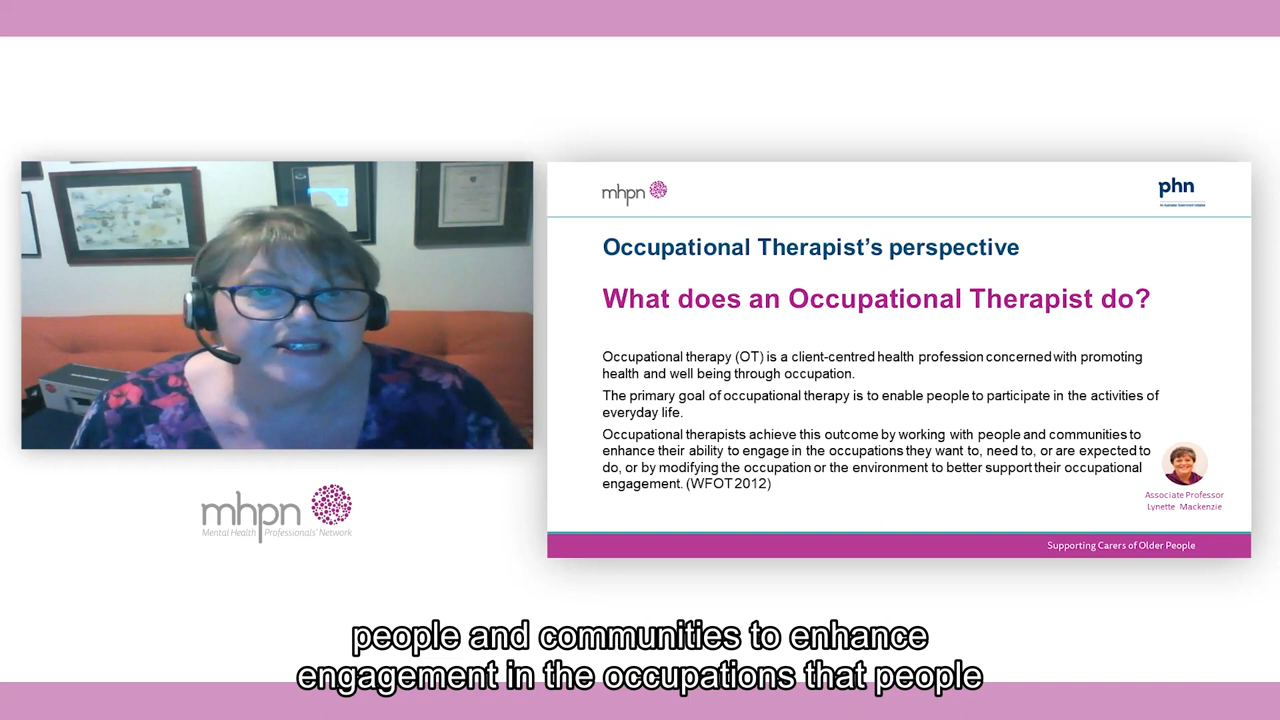 mhpn
phn
Occupational Therapist's perspective
What does an Occupational Therapist do?
Occupational therapy (OT) is a client-centred health profession concerned with promoting
health and well being through occupation.
The primary goal of occupational therapy is to enable people to participate in the activities of
everyday life.
Occupational therapists achieve this outcome by working with people and communities to
enhance their ability to engage in the occupations they want to, need to, or are expected to
do, or by modifying the occupation or the environment to better support their occupational
engagement. (WFOT 2012)
Associate Professor
Lynette Mackenzie
Supporting Carers of Older People
mhpn
Mental Health Professionals' Network
people and communities to enhance
engagement in the occupations that people